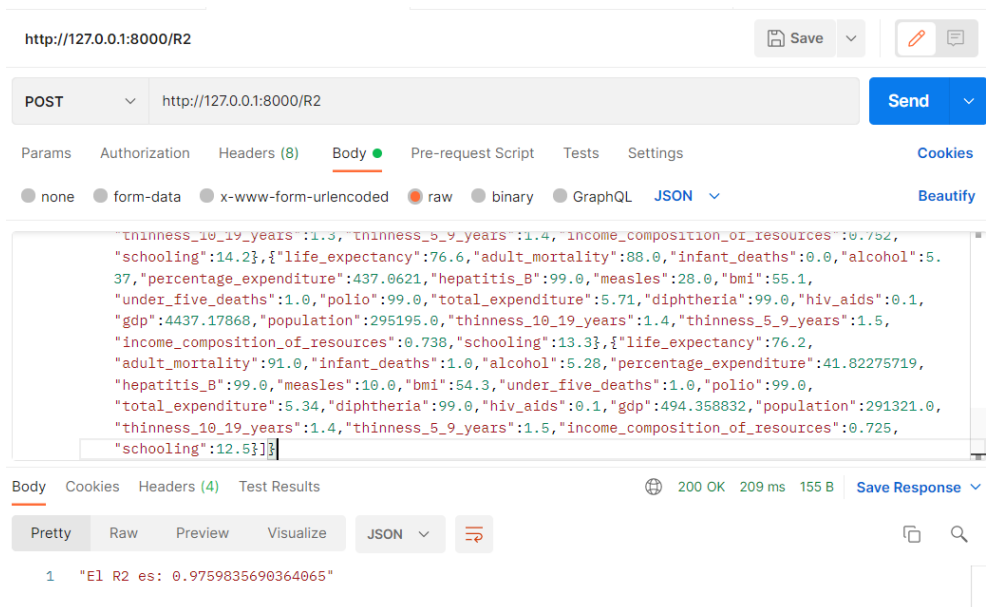 http://127.0.0.1:8000/R2
Save
POST
http://127.0.0.1:8000/R2
Send
Params Authorization Headers (8) Body Pre-request Script Tests Settings Cookies
none form-data x-www-form-urlencoded raw binary GraphQL JSON Beautify
"thinness_10_19_years":1.3,"thinness_5_9_years":1.4,"income_composition_of_resources":0.752,
"schooling":14.2},{"life_expectancy":76.6,"adult_mortality":88.0,"infant_deaths":0.0,"alcohol":5.
37,"percentage_expenditure":437.0621,"hepatitis_B":99.0,"measles":28.0,"bmi":55.1,
"under_five_deaths":1.0,"polio":99.0,"total_expenditure":5.71,"diphtheria":99.0,"hiv_aids":0.1,
"gdp":4437.17868,"population":295195.0,"thinness_10_19_years":1.4,"thinness_5_9_years":1.5,
"income_composition_of_resources":0.738,"schooling":13.3},{"life_expectancy":76.2,
"adult_mortality":91.0,"infant_deaths":1.0,"alcohol":5.28,"percentage_expenditure":41.82275719,
"hepatitis_B":99.0,"measles":10.0,"bmi":54.3,"under_five_deaths":1.0,"polio":99.0,
"total_expenditure":5.34,"diphtheria":99.0,"hiv_aids":0.1,"gdp":494.358832,"population":291321.0,
"thinness_10_19_years":1.4,"thinness_5_9_years":1.5,"income_composition_of_resources":0.725,
"schooling":12.5}]}
Body Cookies Headers (4) Test Results 200 OK 209 ms 155 B Save Response
Pretty Raw Preview Visualize JSON
1 "El R2 es: 0.9759835690364065"